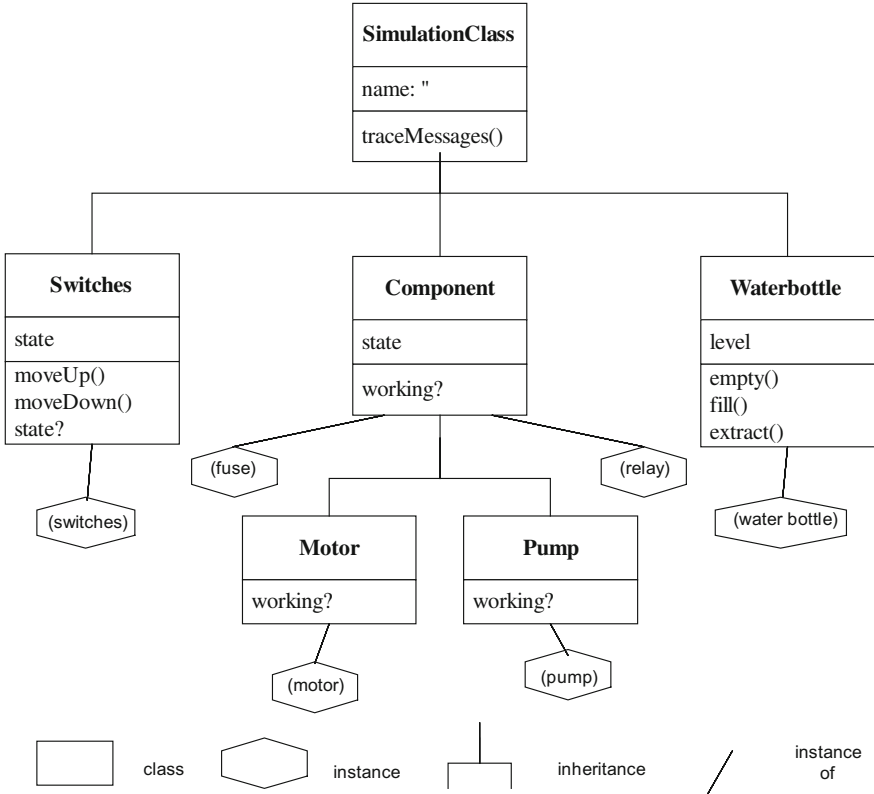 SimulationClass
name: "
traceMessages()
Switches
state
moveUp()
moveDown()
state?
Component
state
working?
Waterbottle
level
empty()
fill()
extract()
(fuse)
(relay)
(switches)
(water bottle)
Motor
working?
Pump
working?
(motor)
(pump)
class
instance
inheritance
instance
of